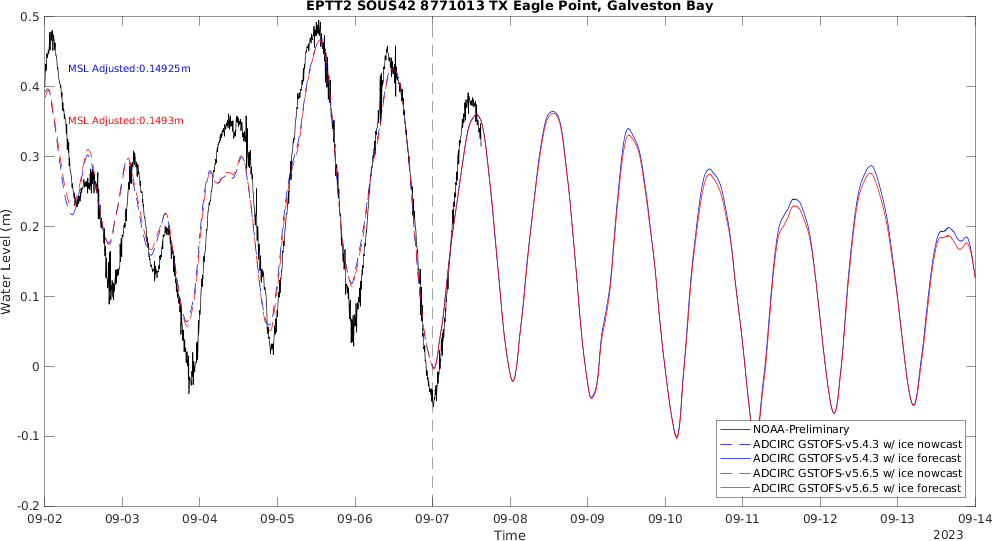 EPTT2 SOUS42 8771013 TX Eagle Point, Galveston Bay
0.5
0.4
0.3
0.2
0.1
0
-0.1
-0.2
Water Level (m)
MSL Adjusted:0.14925m
MSL Adjusted:0.1493m
NOAA-Preliminary
ADCIRC GSTOFS-v5.4.3 w/ ice nowcast
ADCIRC GSTOFS-v5.4.3 w/ ice forecast
ADCIRC GSTOFS-v5.6.5 w/ ice nowcast
ADCIRC GSTOFS-v5.6.5 w/ ice forecast
09-02 09-03 09-04 09-05 09-06 09-07 09-08 09-09 09-10 09-11 09-12 09-13 09-14
Time
2023